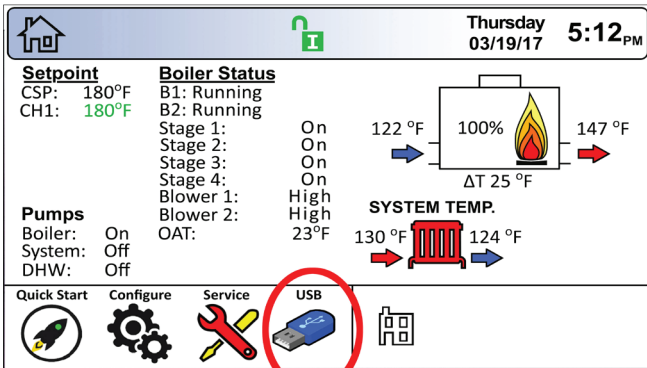 Thursday
03/19/17
5:12PM
I
Setpoint
CSP: 180°F
CH1: 180°F
Boiler Status
B1: Running
B2: Running
Stage 1: On
Stage 2: On
Stage 3: On
Stage 4: On
Blower 1: High
Blower 2: High
OAT: 23°F
Pumps
Boiler: On
System: Off
DHW: Off
122 °F
100%
147 °F
ΔT 25 °F
SYSTEM TEMP.
130 °F
124 °F
Quick Start
Configure
Service
USB